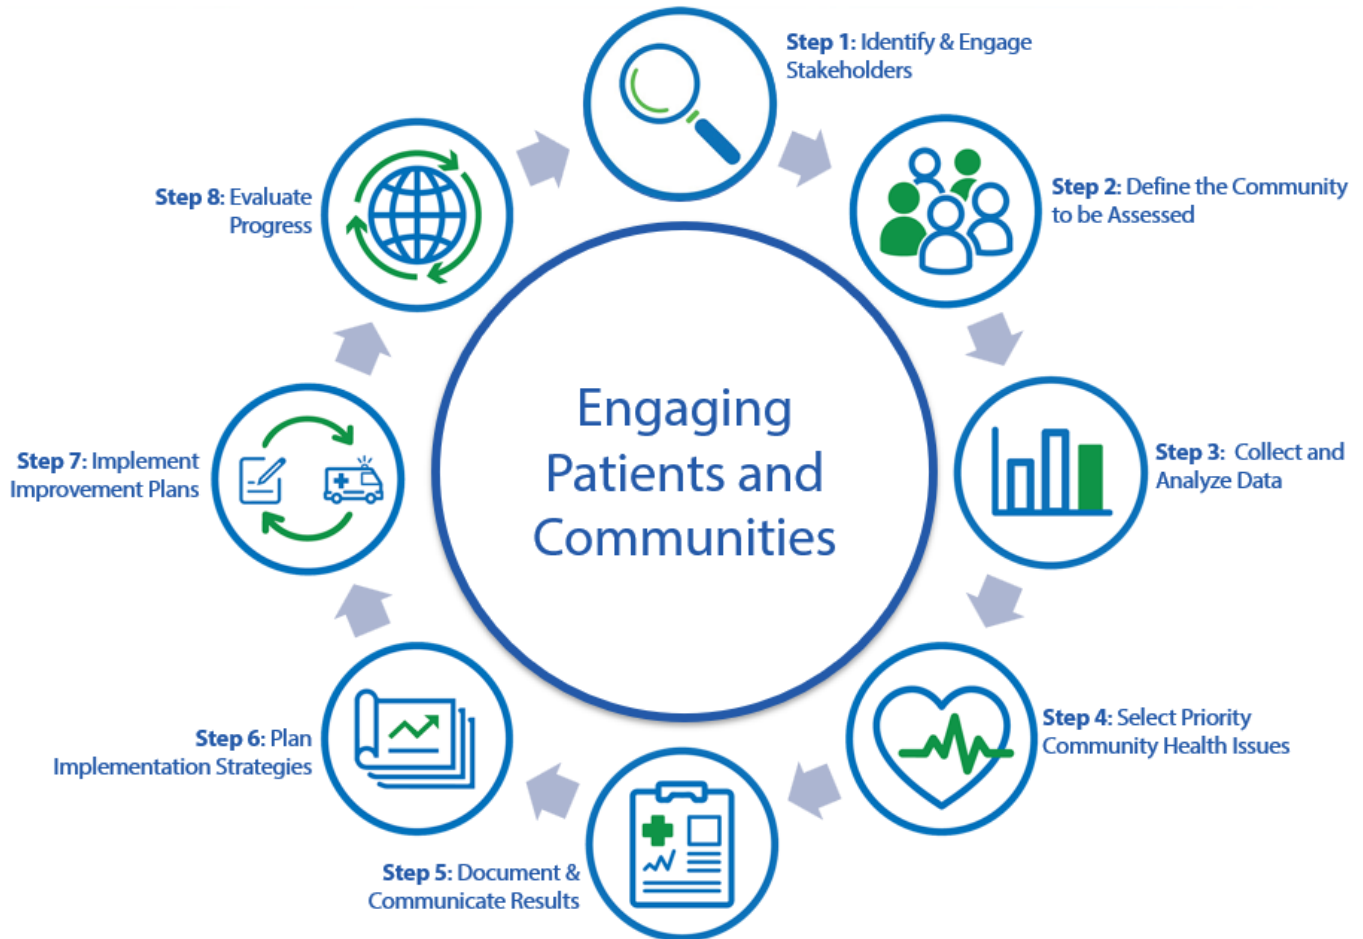 Step 1: Identify & Engage
Stakeholders
Step 2: Define the Community
to be Assessed
Step 3: Collect and
Analyze Data
Step 4: Select Priority
Community Health Issues
Step 5: Document &
Communicate Results
Step 6: Plan
Implementation Strategies
Step 7: Implement
Improvement Plans
Step 8: Evaluate
Progress
Engaging
Patients and
Communities